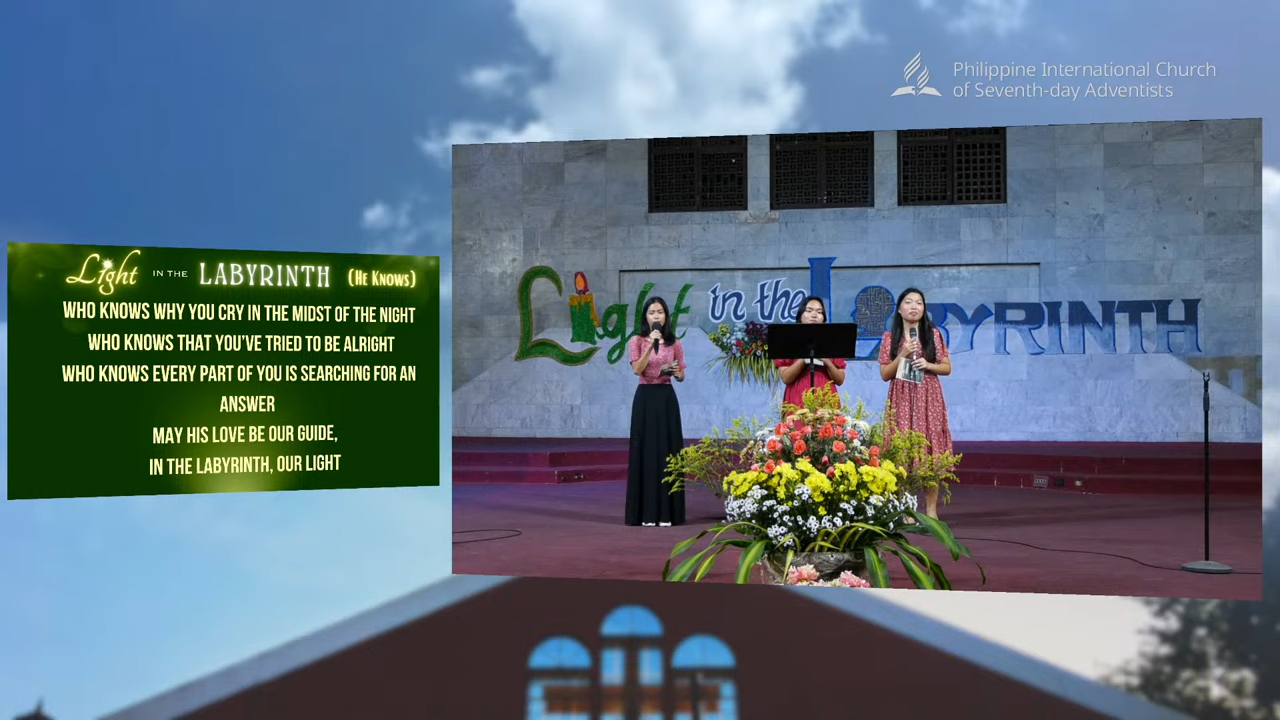 Philippine International Church
of Seventh-day Adventists
Light IN THE LABYRINTH (HE KNOWS)
WHO KNOWS WHY YOU CRY IN THE MIDST OF THE NIGHT
WHO KNOWS THAT YOU'VE TRIED TO BE ALRIGHT
WHO KNOWS EVERY PART OF YOU IS SEARCHING FOR AN
ANSWER
MAY HIS LOVE BE OUR GUIDE,
IN THE LABYRINTH, OUR LIGHT
Light in the LABYRINTH